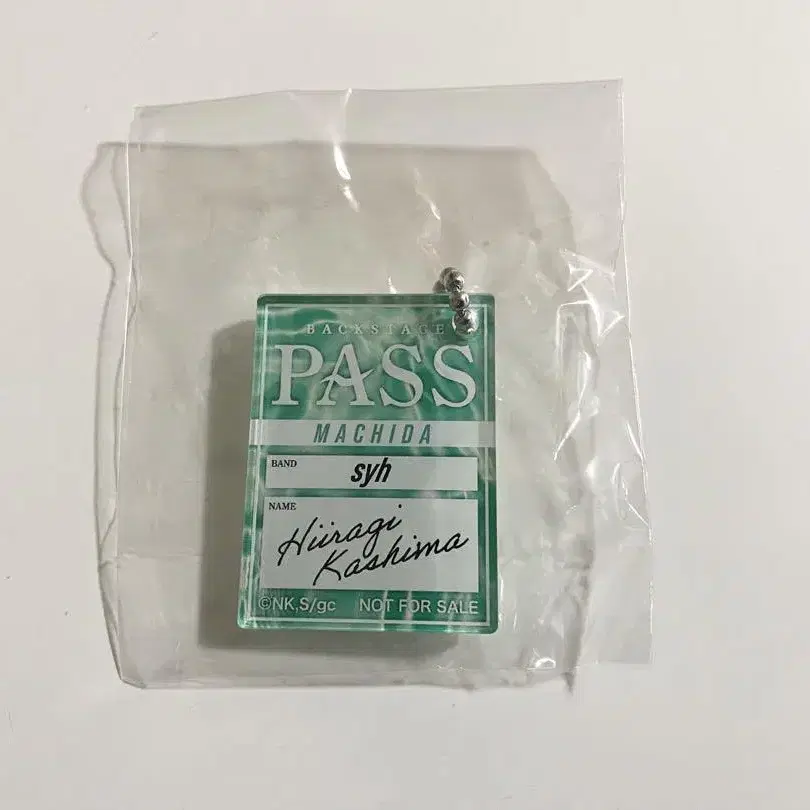 BACKSTAGE
PASS
MACHIDA
BAND
syh
NAME
Hiiragi
Kashima
©NK,S/gc NOT FOR SALE